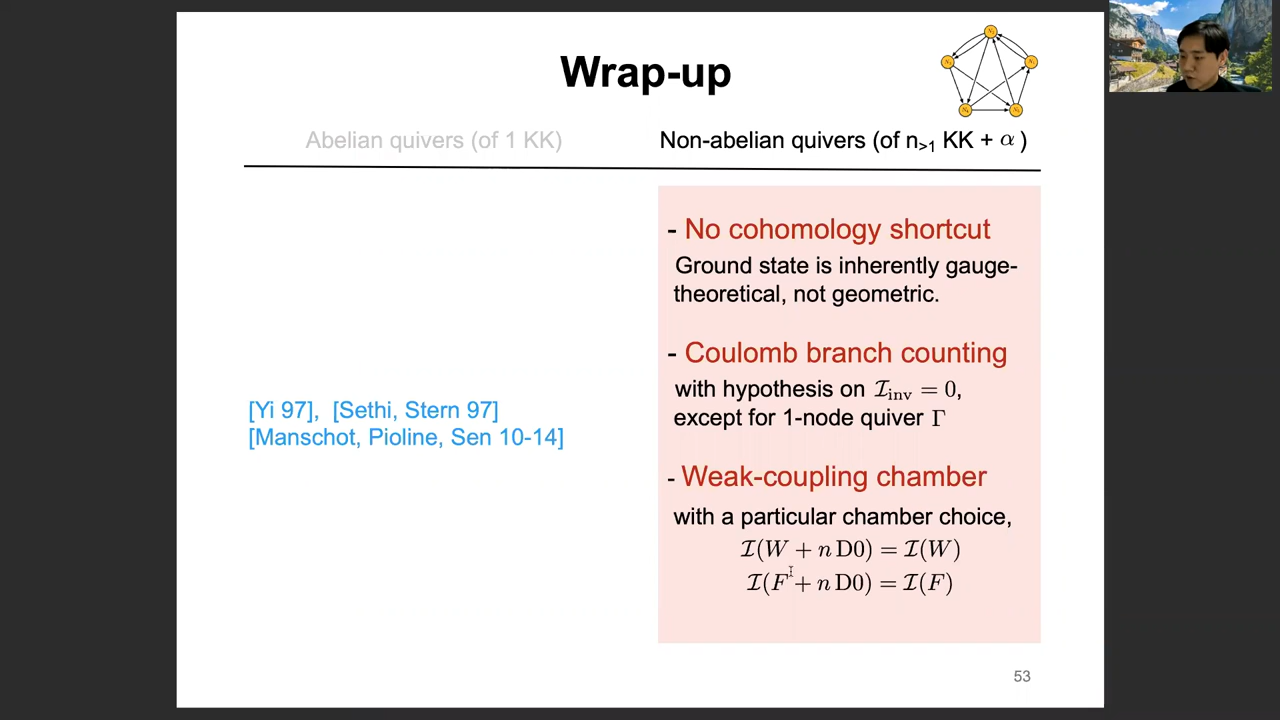 Wrap-up
Abelian quivers (of 1 KK)
Non-abelian quivers (of n>1 KK + α )
- No cohomology shortcut
Ground state is inherently gauge-
theoretical, not geometric.
- Coulomb branch counting
with hypothesis on 𝓘inv = 0,
except for 1-node quiver Γ
[Yi 97], [Sethi, Stern 97]
[Manschot, Pioline, Sen 10-14]
- Weak-coupling chamber
with a particular chamber choice,
𝓘(W + n D0) = 𝓘(W)
𝓘(F + n D0) = 𝓘(F)
53